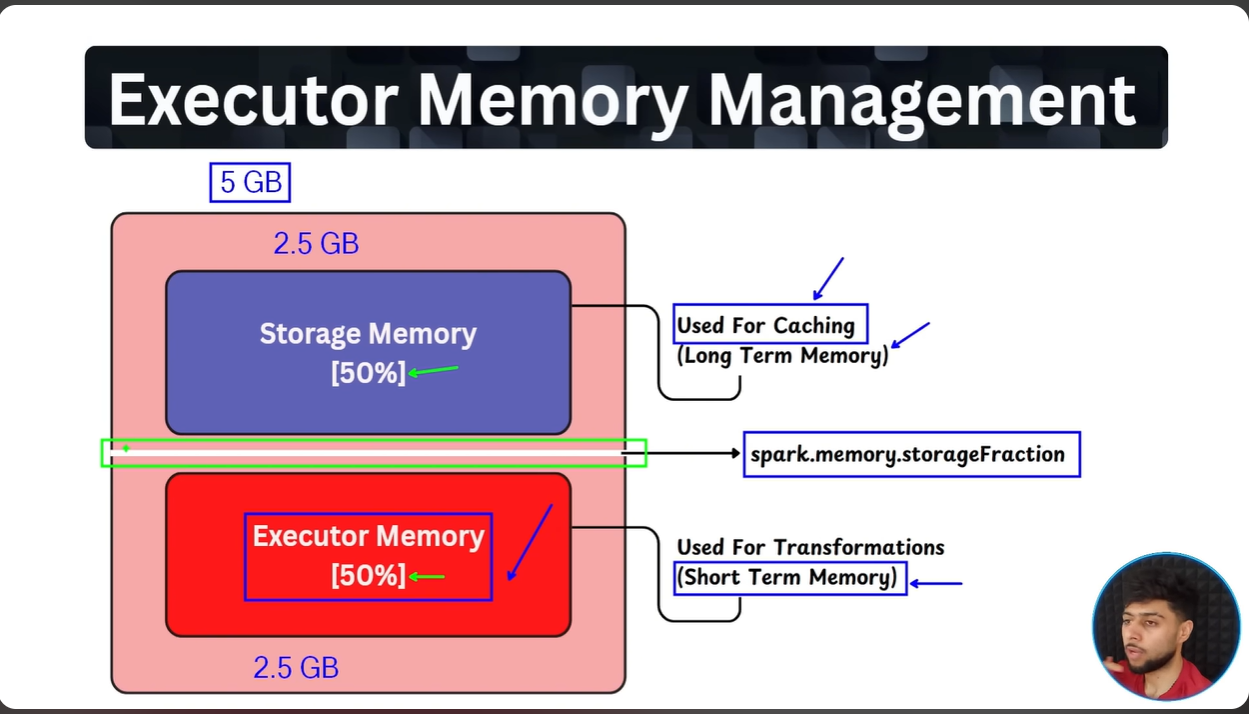 Executor Memory Management
5 GB
2.5 GB
Storage Memory
[50%]
Used For Caching
(Long Term Memory)
spark.memory.storageFraction
Executor Memory
[50%]
Used For Transformations
(Short Term Memory)
2.5 GB